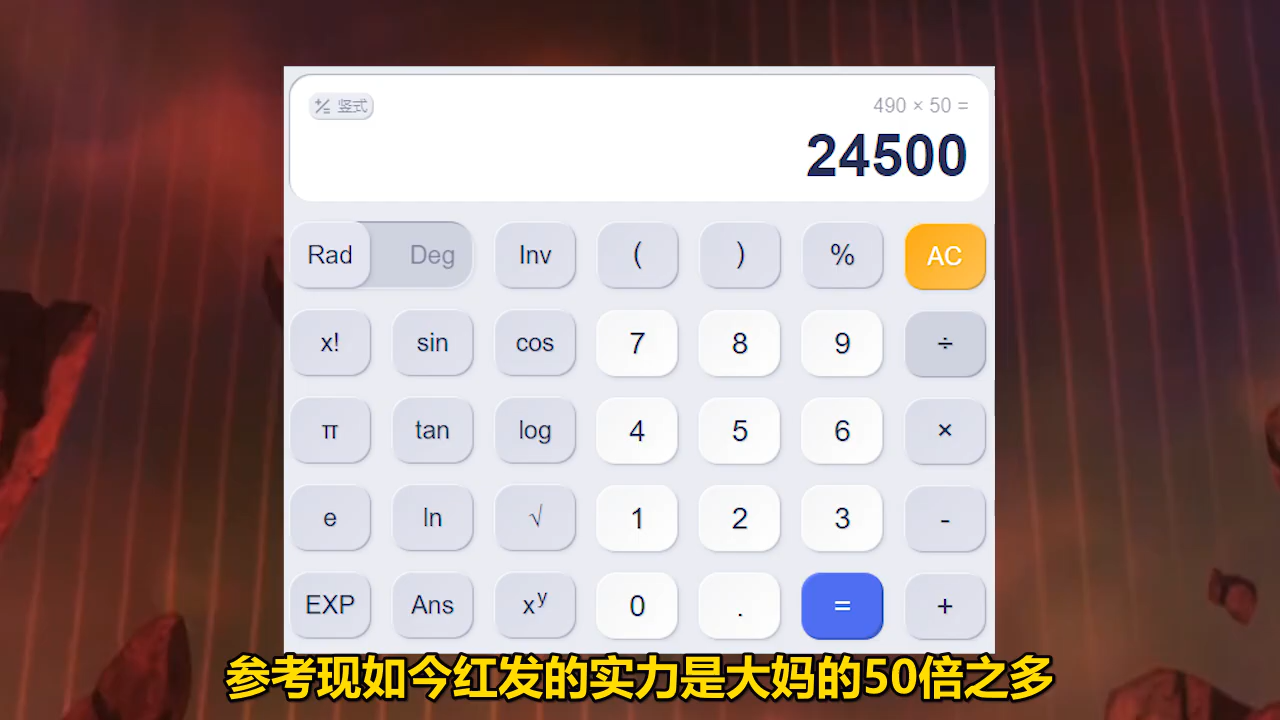 竖式
490 × 50 =
24500
Rad Deg Inv ( ) % AC
x! sin cos 7 8 9 ÷
π tan log 4 5 6 ×
e ln √ 1 2 3 -
EXP Ans xʸ 0 . = +
参考现如今红发的实力是大妈的50倍之多